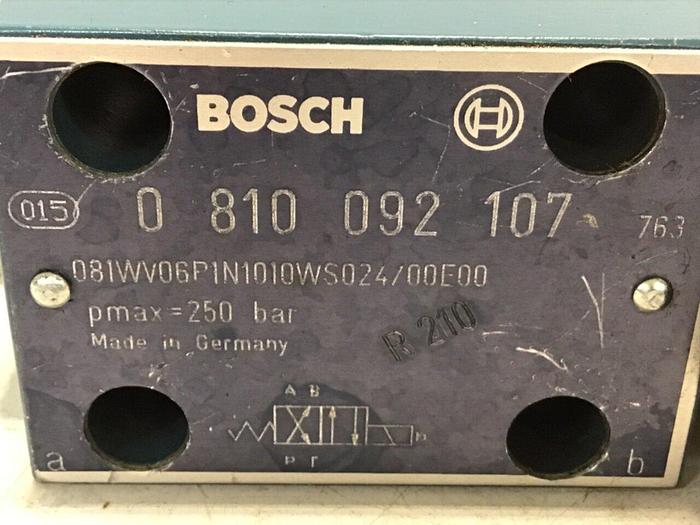 BOSCH
015 0 810 092 107 763
081WV06P1N1010WS024/00E00
pmax=250 bar
Made in Germany
R 210
A B
P T
a b
b